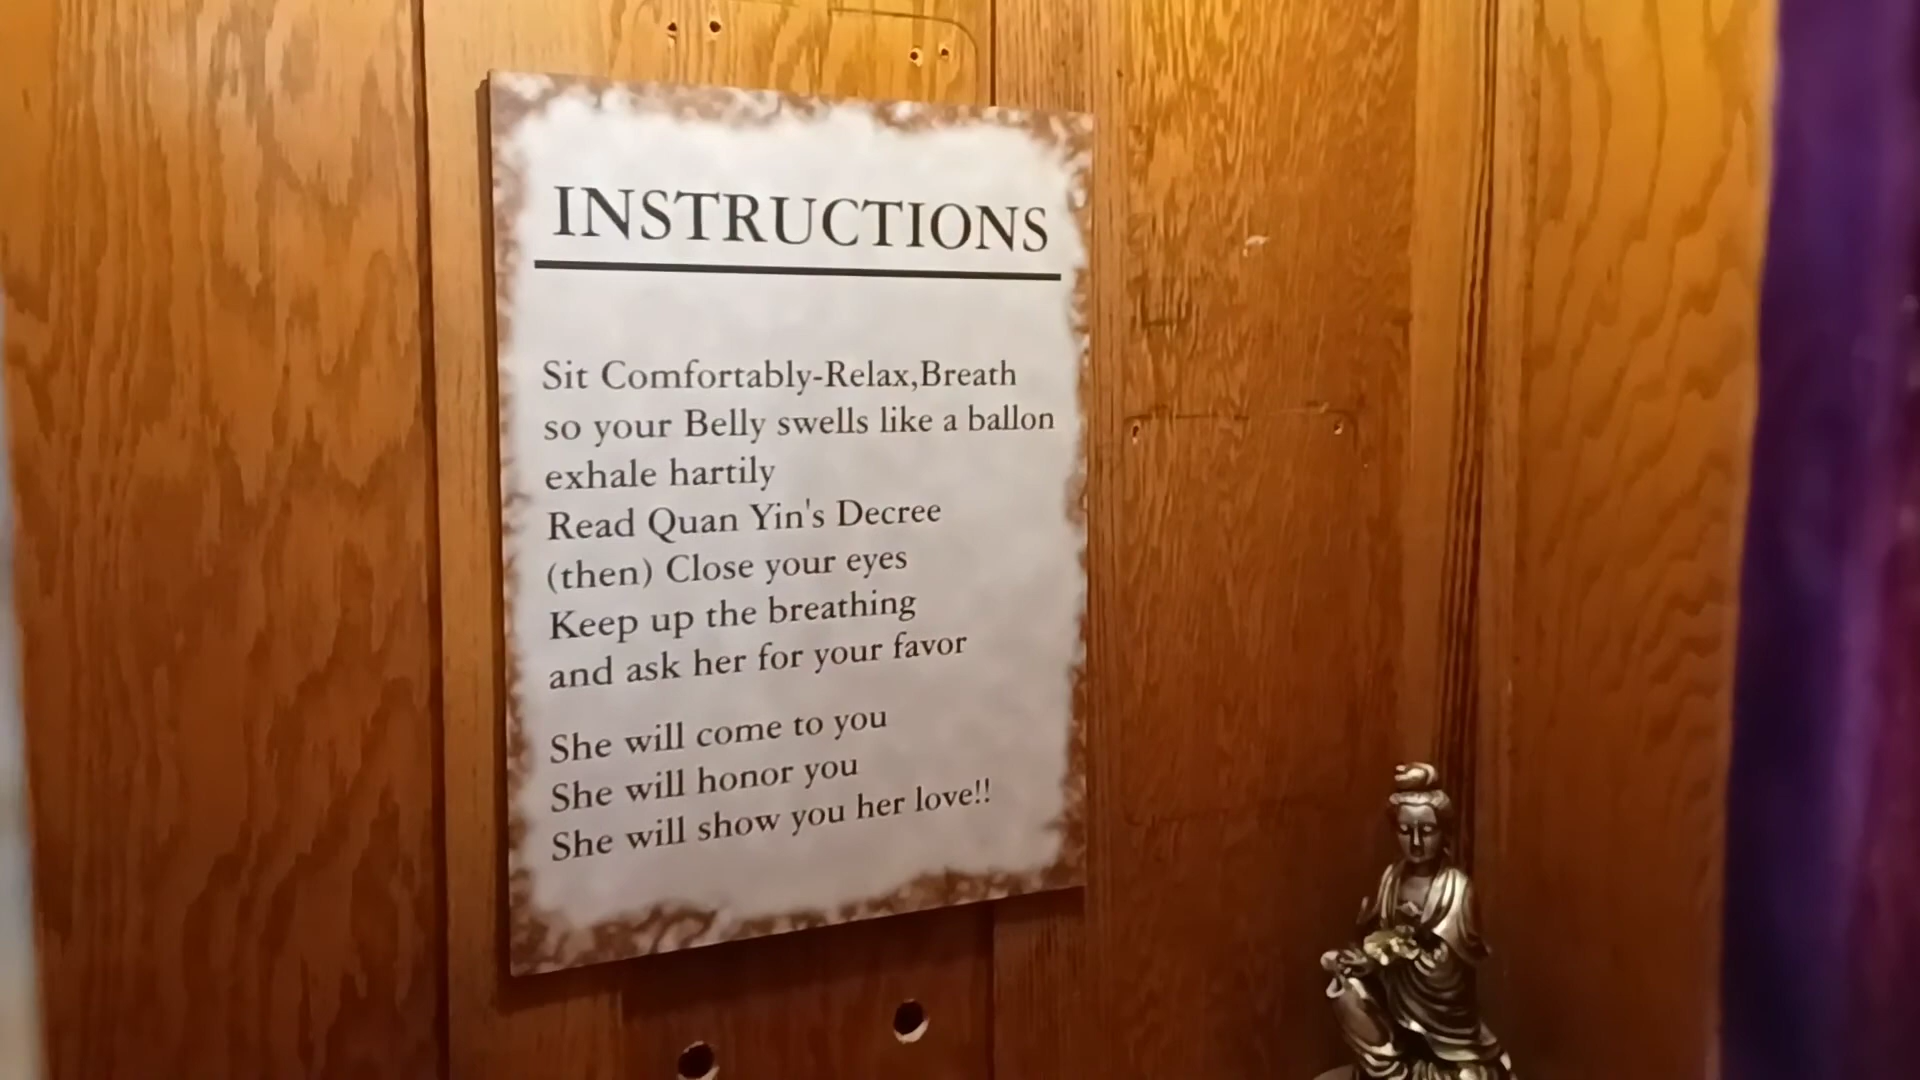 INSTRUCTIONS
Sit Comfortably-Relax,Breath
so your Belly swells like a ballon
exhale hartily
Read Quan Yin's Decree
(then) Close your eyes
Keep up the breathing
and ask her for your favor
She will come to you
She will honor you
She will show you her love!!